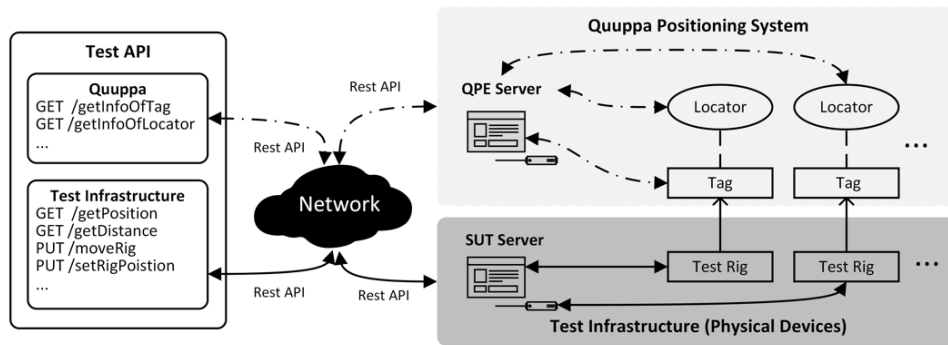 Test API
Quuppa
GET /getInfoOfTag
GET /getInfoOfLocator
...
Test Infrastructure
GET /getPosition
GET /getDistance
PUT /moveRig
PUT /setRigPoistion
...
Rest API
Rest API
Network
Rest API
Rest API
Quuppa Positioning System
QPE Server
Locator
Locator
...
Tag
Tag
SUT Server
Test Rig
Test Rig
...
Test Infrastructure (Physical Devices)